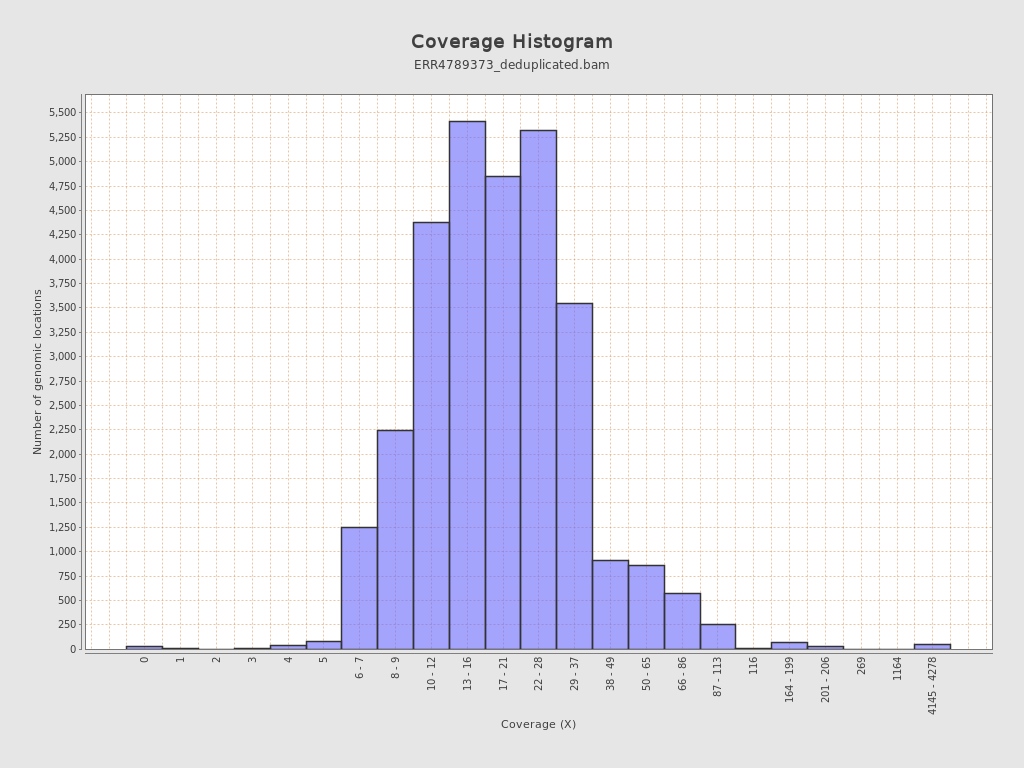 Coverage Histogram
ERR4789373_deduplicated.bam
Number of genomic locations
5,500
5,250
5,000
4,750
4,500
4,250
4,000
3,750
3,500
3,250
3,000
2,750
2,500
2,250
2,000
1,750
1,500
1,250
1,000
750
500
250
0
0
1
2
3
4
5
6 - 7
8 - 9
10 - 12
13 - 16
17 - 21
22 - 28
29 - 37
38 - 49
50 - 65
66 - 86
87 - 113
116
164 - 199
201 - 206
269
1164
4145 - 4278
Coverage (X)